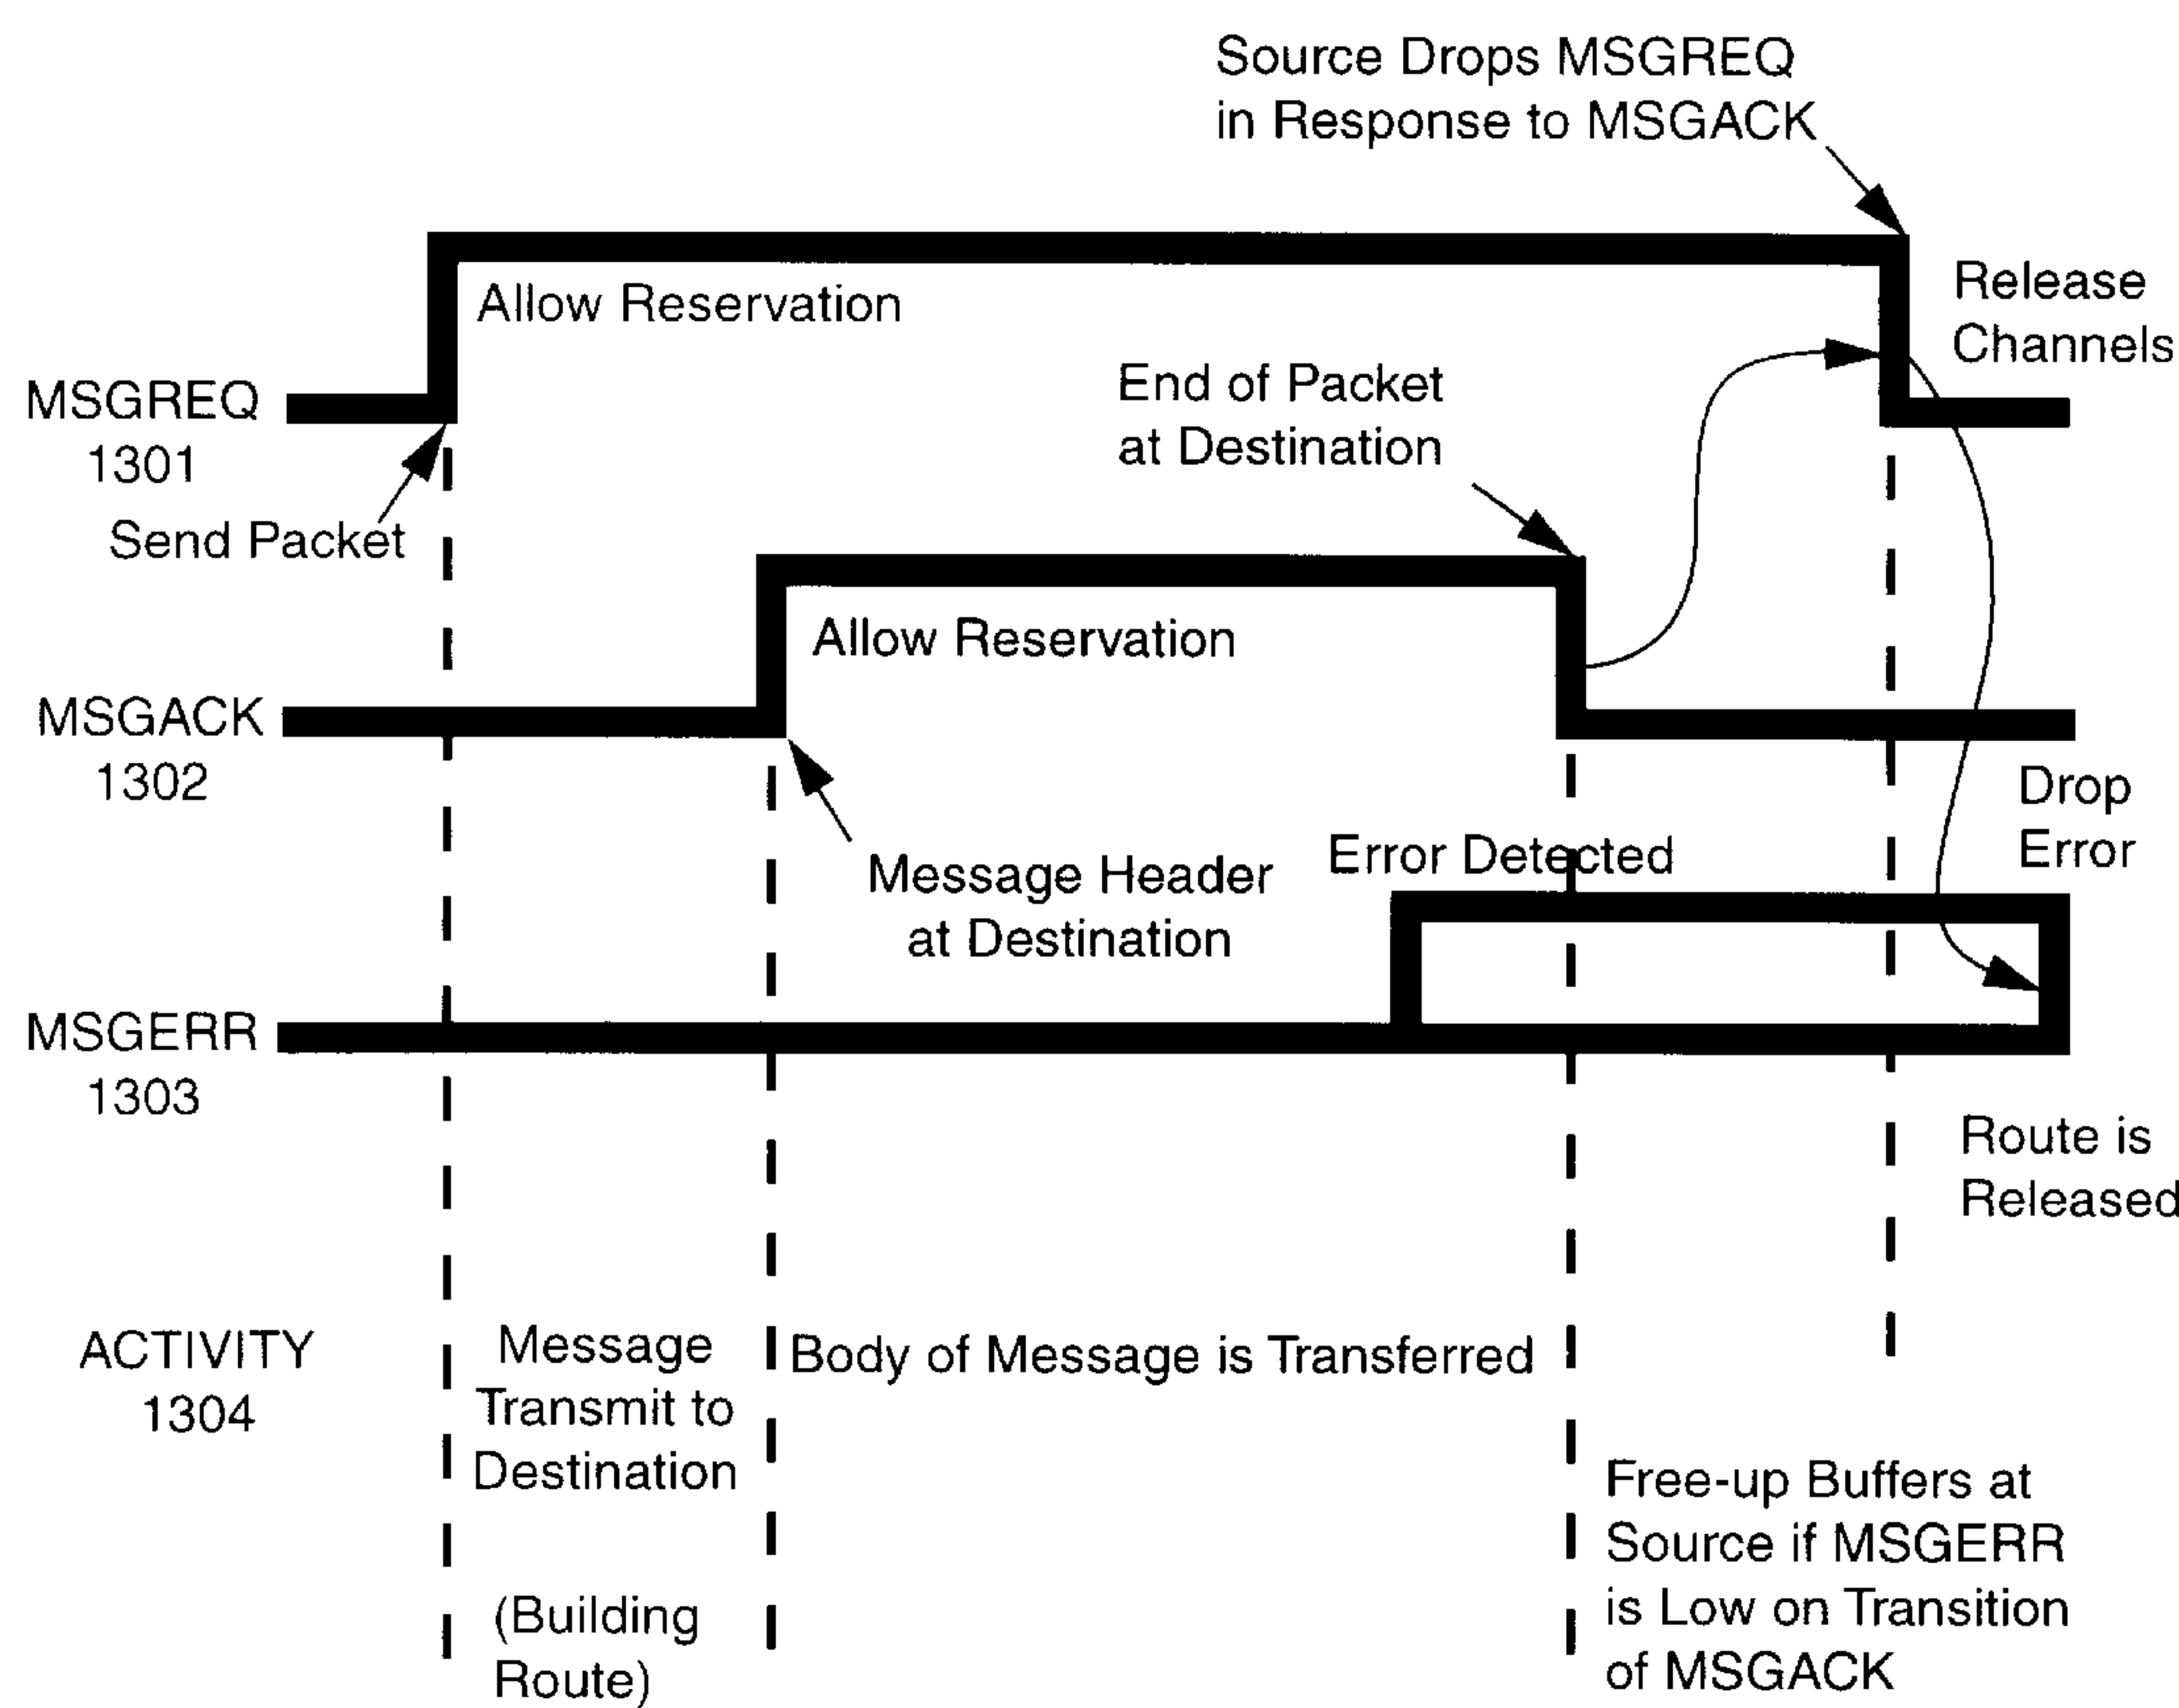 Source Drops MSGREQ
in Response to MSGACK
Allow Reservation
Release
Channels
MSGREQ
1301
End of Packet
at Destination
Send Packet
Allow Reservation
MSGACK
1302
Drop
Error
Message Header
at Destination
Error Detected
MSGERR
1303
Route is
Released
ACTIVITY
1304
Message
Transmit to
Destination
(Building
Route)
Body of Message is Transferred
Free-up Buffers at
Source if MSGERR
is Low on Transition
of MSGACK